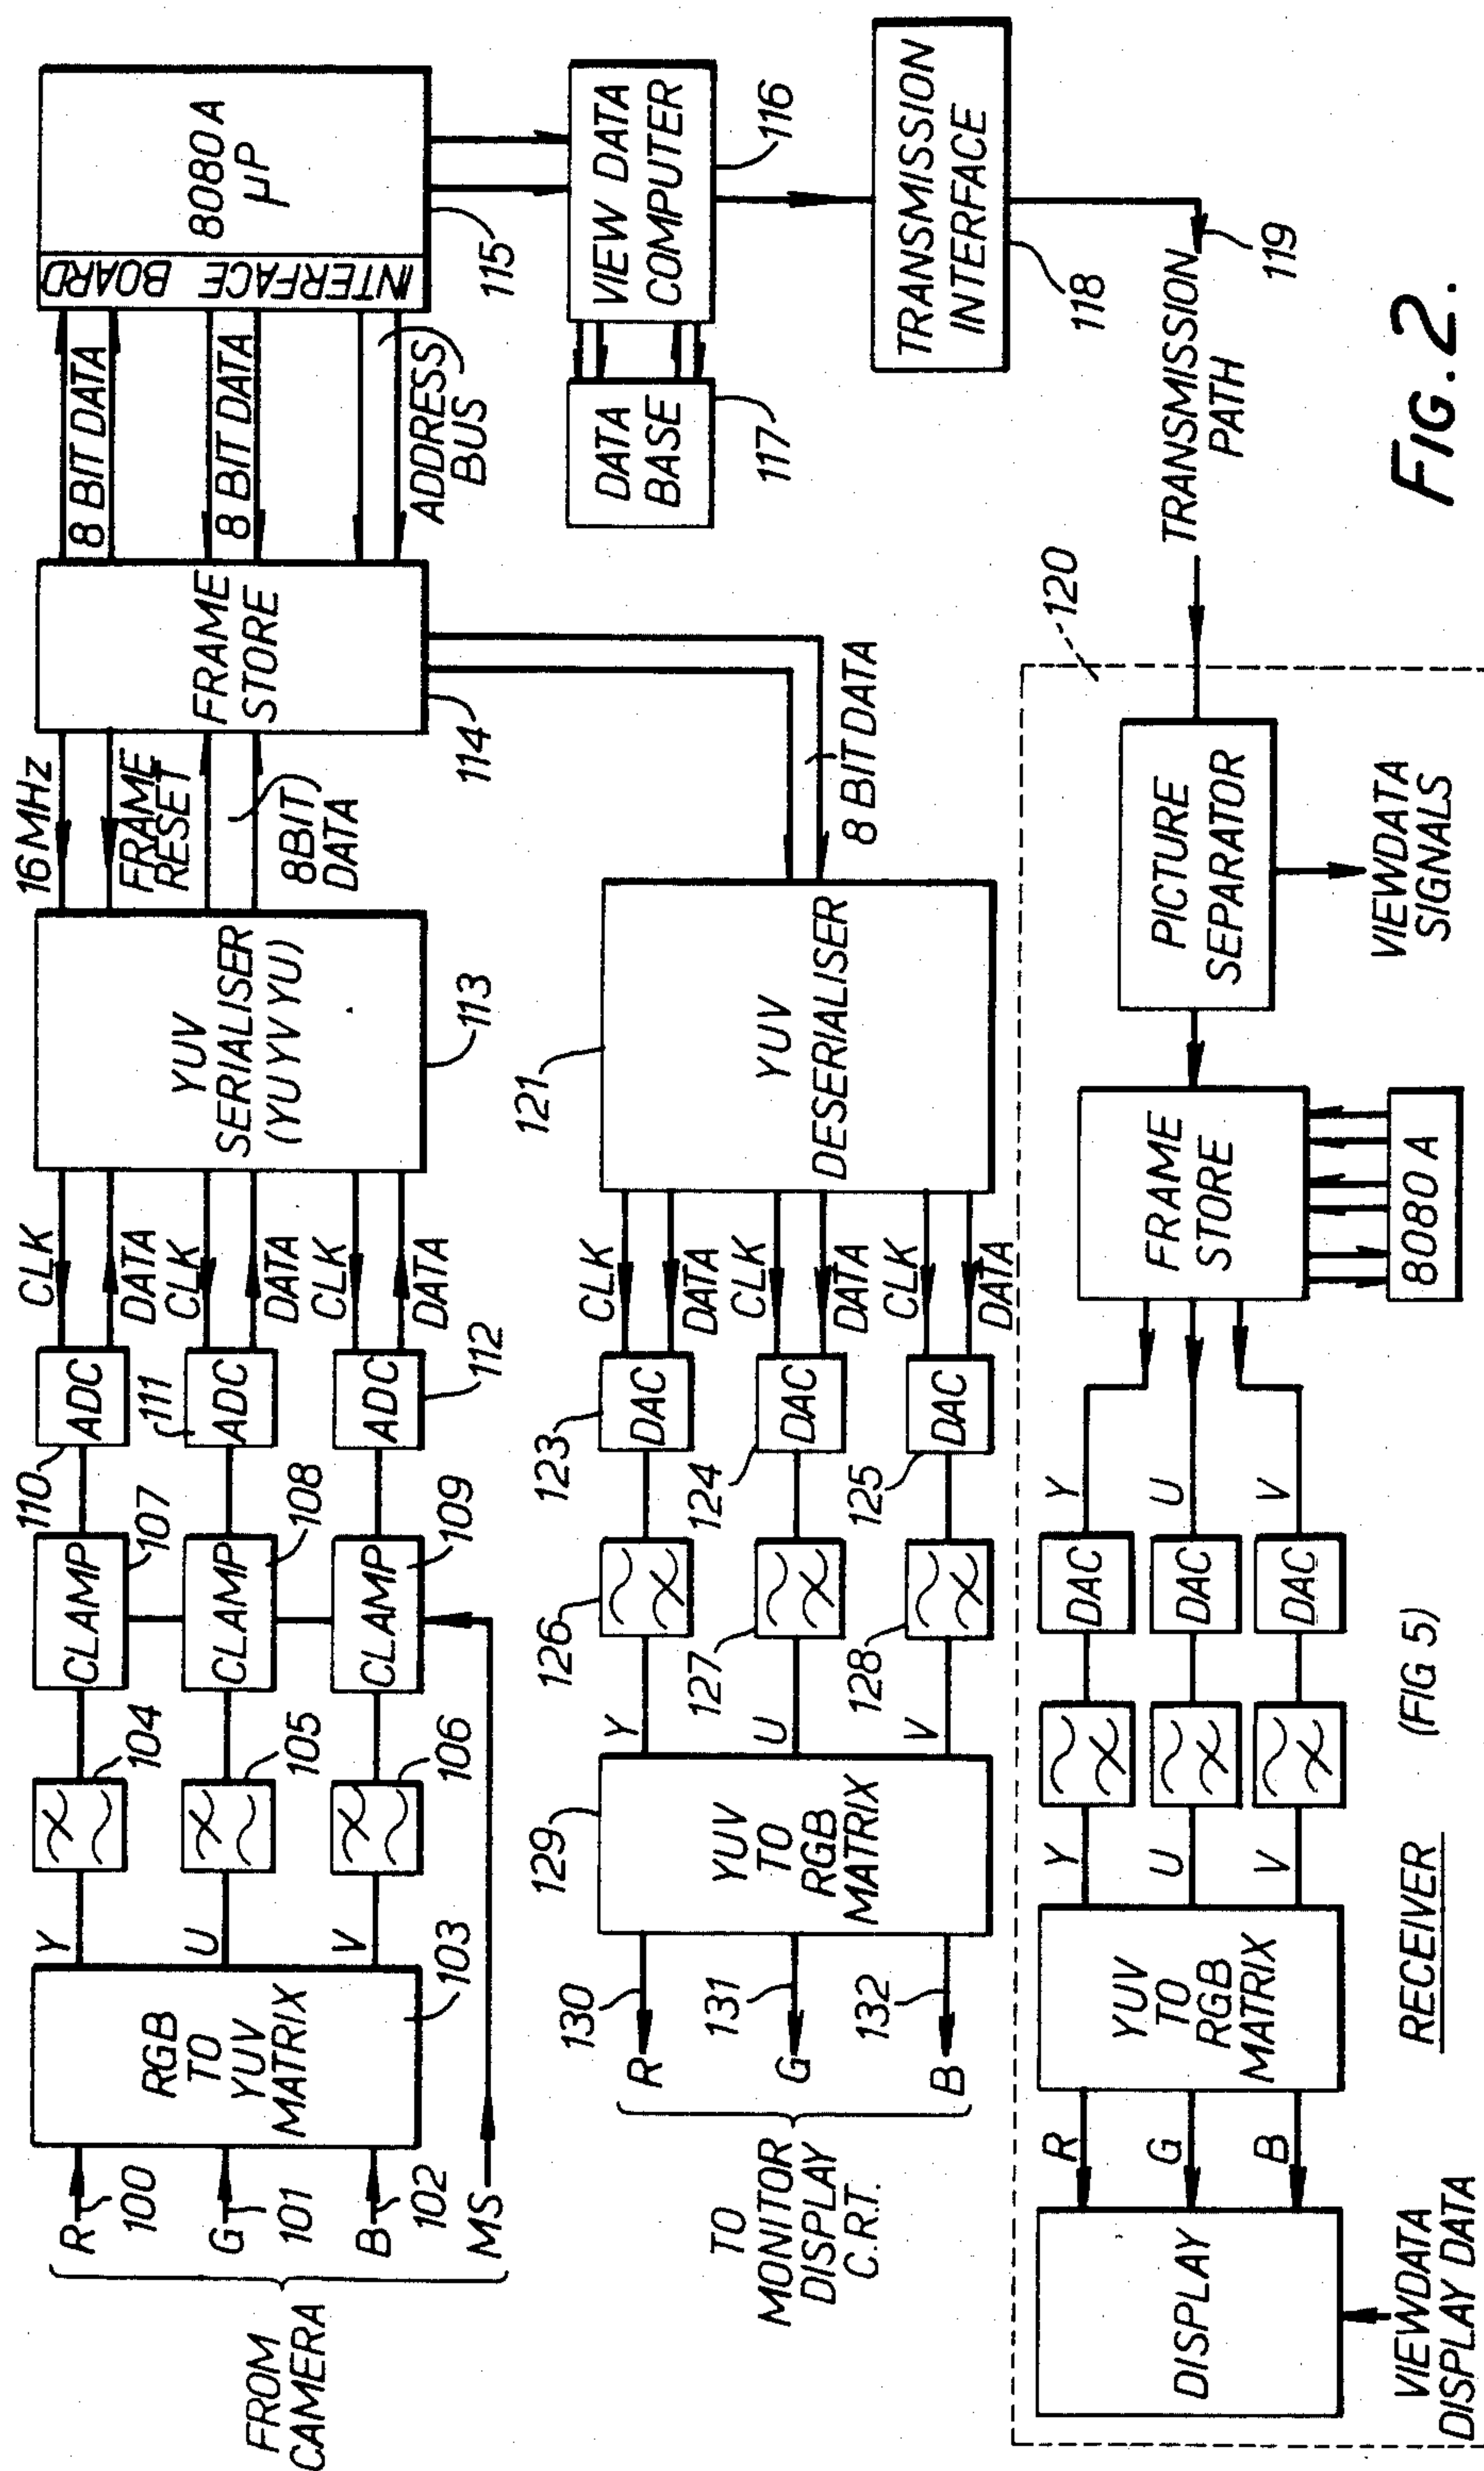 FROM
CAMERA
R
100
G
101
B
102
MS
RGB
TO
YUV
MATRIX
103
Y
U
V
104
105
106
CLAMP
107
CLAMP
108
CLAMP
109
110
ADC
111
ADC
ADC
112
CLK
DATA
CLK
DATA
CLK
DATA
YUV
SERIALISER
(YU YV YU)
113
16MHz
FRAME
RESET
8BIT
DATA
FRAME
STORE
114
8 BIT DATA
8 BIT DATA
ADDRESS
BUS
INTERFACE BOARD
8080A
μP
115
VIEW DATA
COMPUTER
116
DATA
BASE
117
TRANSMISSION
INTERFACE
118
119
TRANSMISSION
PATH
TO
MONITOR
DISPLAY
C.R.T.
R
130
G
131
B
132
129
YUV
TO
RGB
MATRIX
Y
U
V
126
127
128
123
DAC
124
DAC
125
DAC
CLK
DATA
CLK
DATA
CLK
DATA
121
YUV
DESERIALISER
8 BIT DATA
120
DISPLAY
VIEWDATA
DISPLAY DATA
R
G
B
YUV
TO
RGB
MATRIX
Y
U
V
DAC
DAC
DAC
Y
U
V
FRAME
STORE
8080A
PICTURE
SEPARATOR
VIEWDATA
SIGNALS
RECEIVER
(FIG 5)
FIG. 2.